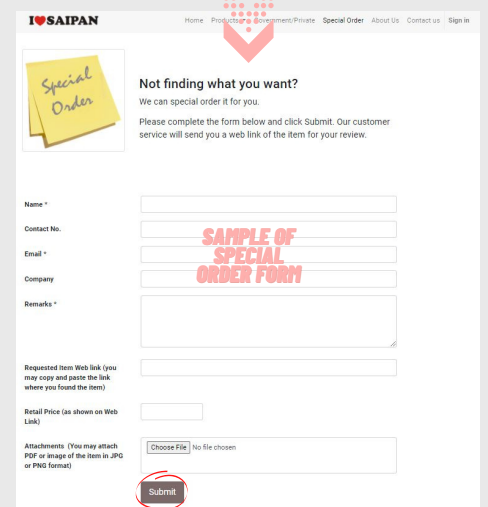 I♥SAIPAN
Home Products Government/Private Special Order About Us Contact us Sign in
Special
Order
Not finding what you want?
We can special order it for you.
Please complete the form below and click Submit. Our customer
service will send you a web link of the item for your review.
Name *
Contact No.
Email *
Company
Remarks *
SAMPLE OF
SPECIAL
ORDER FORM
Requested Item Web link (you
may copy and paste the link
where you found the item)
Retail Price (as shown on Web
Link)
Attachments (You may attach
PDF or image of the item in JPG
or PNG format)
Choose File No file chosen
Submit